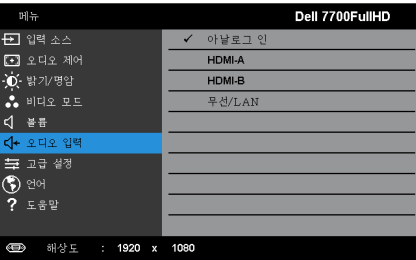 메뉴 Dell 7700FullHD
입력 소스 ✓ 아날로그 인
오디오 제어 HDMI-A
밝기/명암 HDMI-B
비디오 모드 무선/LAN
볼륨
오디오 입력
고급 설정
언어
? 도움말
해상도 : 1920 x 1080